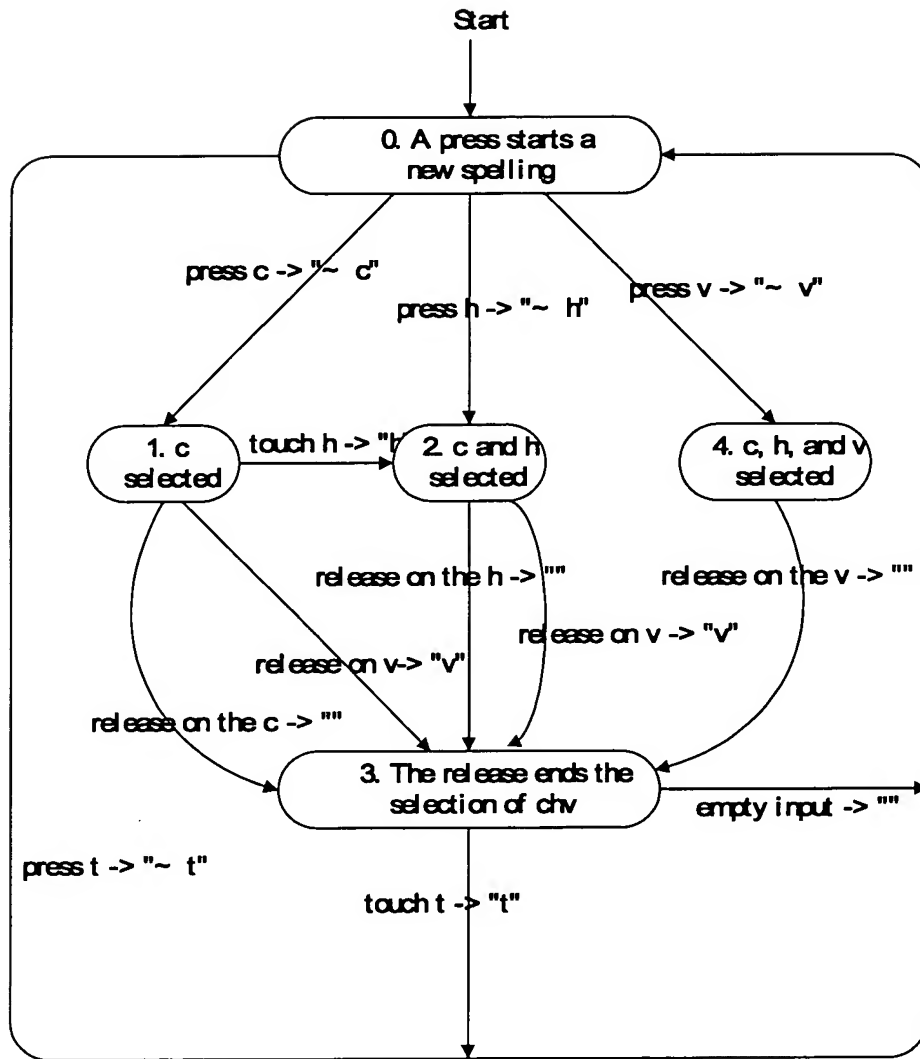 Start
0. A press starts a
new spelling
press c -> "~ c"
press h -> "~ h"
press v -> "~ v"
1. c
selected
touch h -> "h"
2. c and h
selected
4. c, h, and v
selected
release on the h -> ""
release on the v -> ""
release on v -> "v"
release on v-> "v"
release on the c -> ""
3. The release ends the
selection of chv
empty input -> ""
press t -> "~ t"
touch t -> "t"